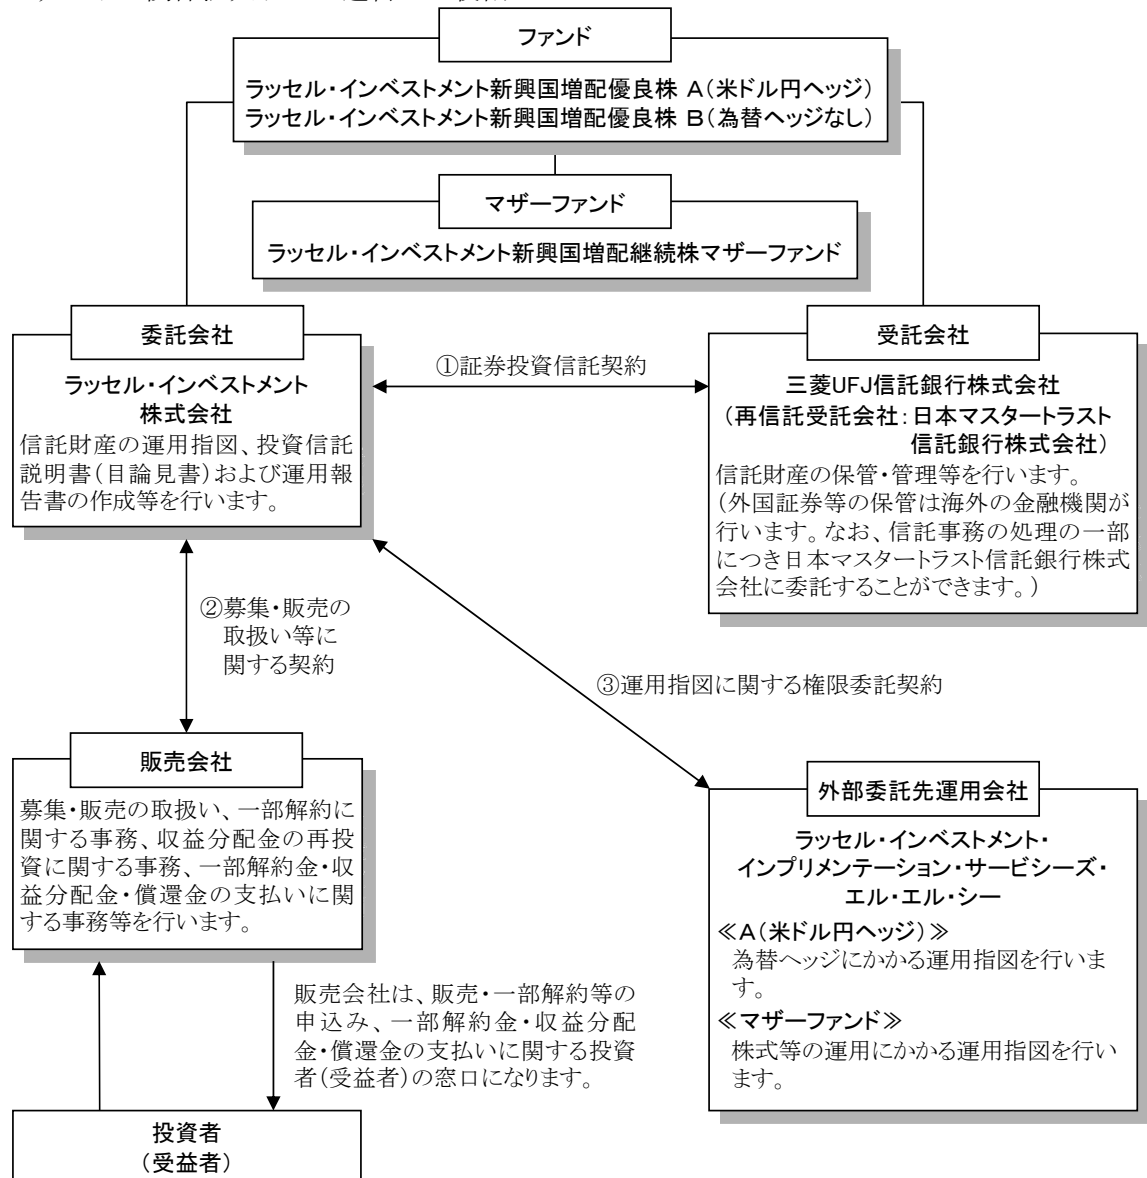 ファンド
ラッセル・インベストメント新興国増配優良株 A(米ドル円ヘッジ)
ラッセル・インベストメント新興国増配優良株 B(為替ヘッジなし)
マザーファンド
ラッセル・インベストメント新興国増配継続株マザーファンド
委託会社
ラッセル・インベストメント
株式会社
信託財産の運用指図、投資信託
説明書(目論見書)および運用報
告書の作成等を行います。
①証券投資信託契約
受託会社
三菱UFJ信託銀行株式会社
(再信託受託会社:日本マスタートラスト
信託銀行株式会社)
信託財産の保管・管理等を行います。
(外国証券等の保管は海外の金融機関が
行います。なお、信託事務の処理の一部
につき日本マスタートラスト信託銀行株式
会社に委託することができます。)
②募集・販売の
取扱い等に
関する契約
③運用指図に関する権限委託契約
販売会社
募集・販売の取扱い、一部解約に
関する事務、収益分配金の再投
資に関する事務、一部解約金・収
益分配金・償還金の支払いに関
する事務等を行います。
外部委託先運用会社
ラッセル・インベストメント・
インプリメンテーション・サービシーズ・
エル・エル・シー
≪A(米ドル円ヘッジ)≫
為替ヘッジにかかる運用指図を行いま
す。
≪マザーファンド≫
株式等の運用にかかる運用指図を行い
ます。
販売会社は、販売・一部解約等の
申込み、一部解約金・収益分配
金・償還金の支払いに関する投資
者(受益者)の窓口になります。
投資者
(受益者)